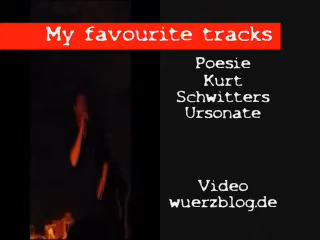 My favourite tracks
Poesie
Kurt
Schwitters
Ursonate
Video
wuerzblog.de